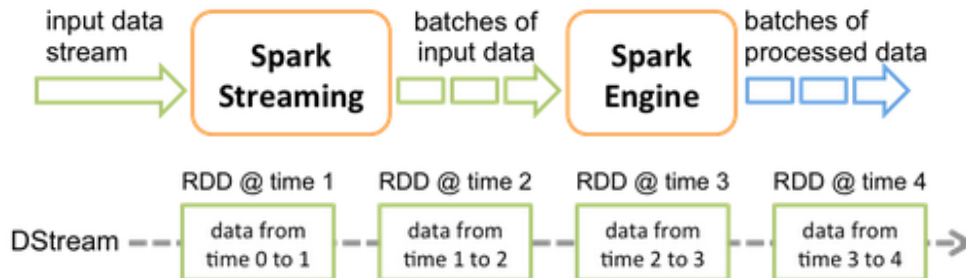 input data
stream
Spark
Streaming
batches of
input data
Spark
Engine
batches of
processed data
RDD @ time 1
RDD @ time 2
RDD @ time 3
RDD @ time 4
DStream
data from
time 0 to 1
data from
time 1 to 2
data from
time 2 to 3
data from
time 3 to 4